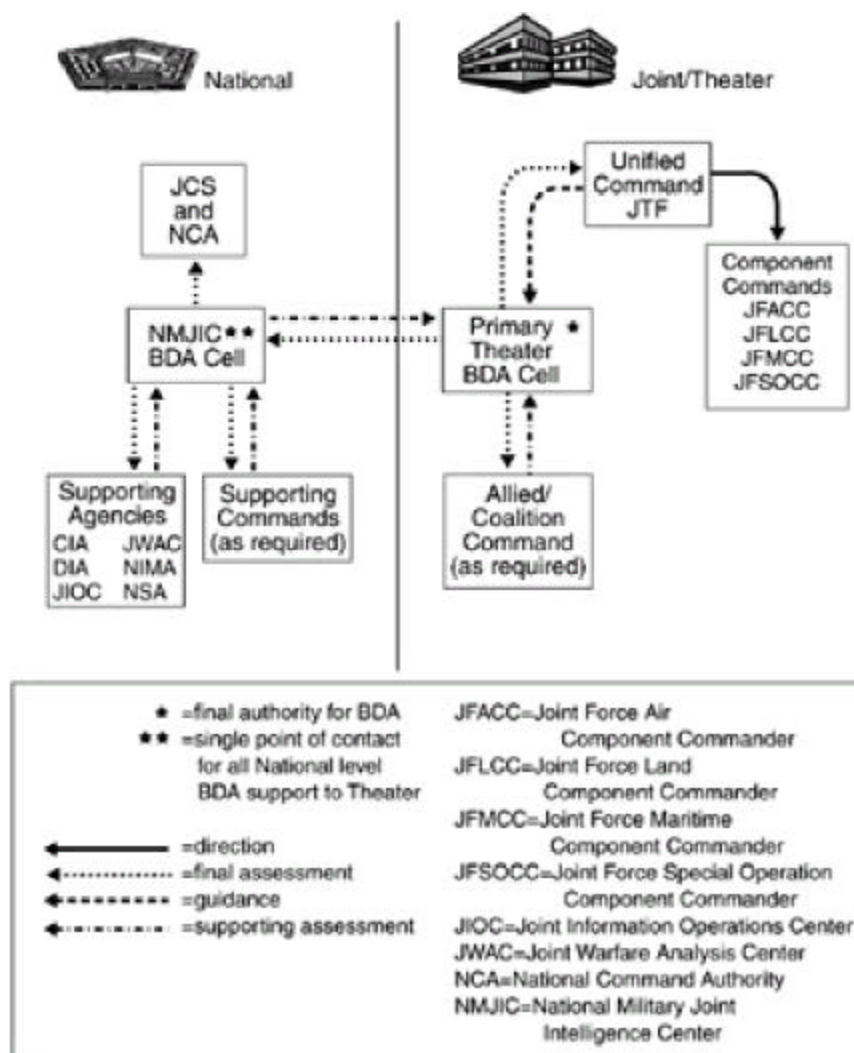 National
Joint/Theater
JCS
and
NCA
Unified
Command
JTF
Component
Commands
JFACC
JFLCC
JFMCC
JFSOCC
NMJIC★★
BDA Cell
Primary ★
Theater
BDA Cell
Supporting
Agencies
CIA JWAC
DIA NIMA
JIOC NSA
Supporting
Commands
(as required)
Allied/
Coalition
Command
(as required)
★ =final authority for BDA
★★ =single point of contact
for all National level
BDA support to Theater
=direction
=final assessment
=guidance
=supporting assessment
JFACC=Joint Force Air
Component Commander
JFLCC=Joint Force Land
Component Commander
JFMCC=Joint Force Maritime
Component Commander
JFSOCC=Joint Force Special Operation
Component Commander
JIOC=Joint Information Operations Center
JWAC=Joint Warfare Analysis Center
NCA=National Command Authority
NMJIC=National Military Joint
Intelligence Center